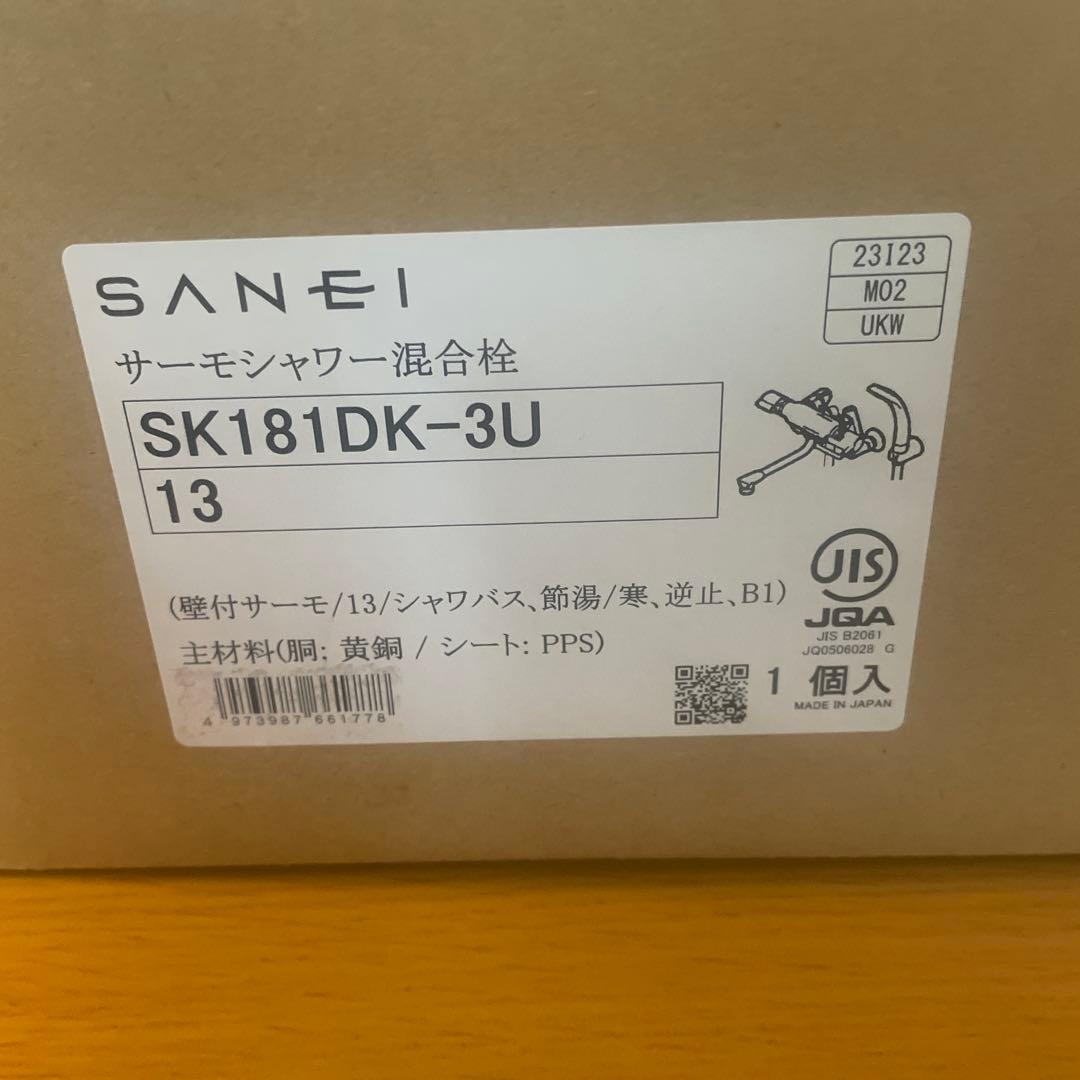 SANEI
23I23
M02
UKW
サーモシャワー混合栓
SK181DK-3U
13
JIS
JQA
JIS B2061
JQ0506028 G
(壁付サーモ/13/シャワバス、節湯/寒、逆止、B1)
主材料(胴: 黄銅 / シート: PPS)
4 973987 661778
1 個入
MADE IN JAPAN